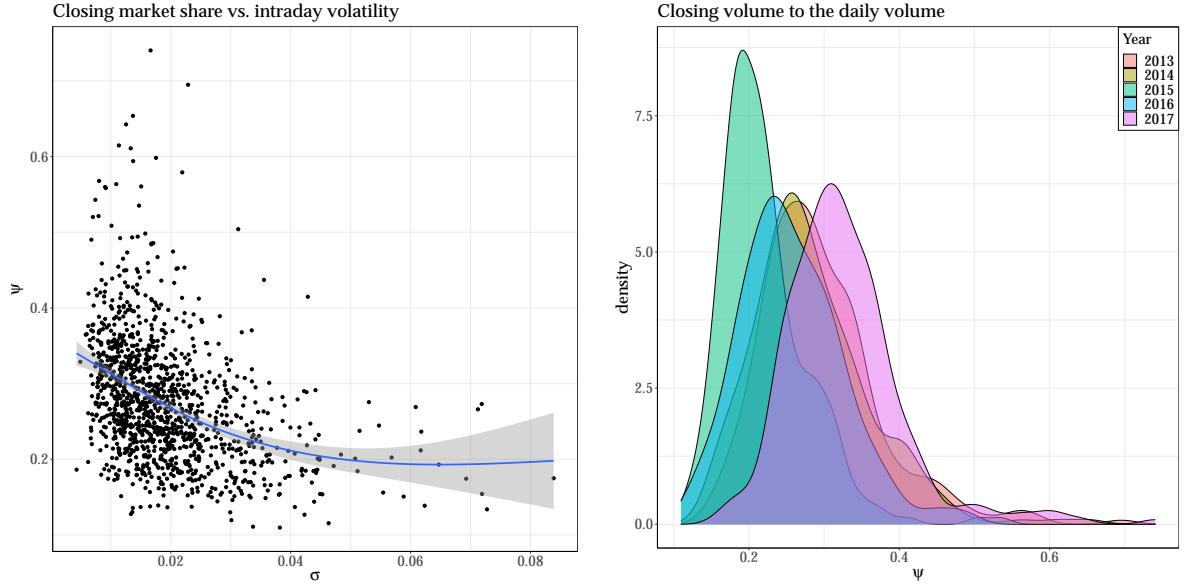 Closing market share vs. intraday volatility
ψ
0.6
0.4
0.2
0.02
0.04
0.06
0.08
σ
Closing volume to the daily volume
Year
2013
2014
2015
2016
2017
density
7.5
5.0
2.5
0.0
0.2
0.4
0.6
ψ